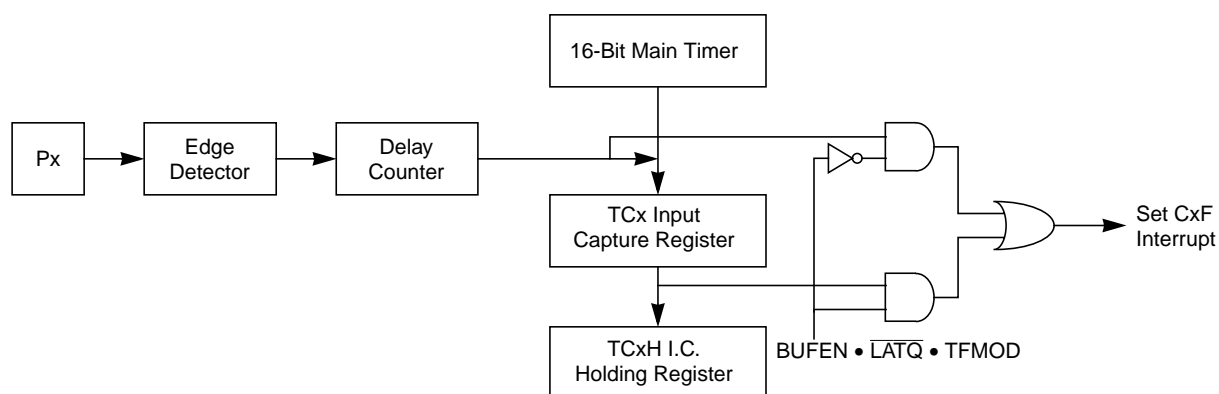 16-Bit Main Timer
Px
Edge
Detector
Delay
Counter
TCx Input
Capture Register
Set CxF
Interrupt
TCxH I.C.
Holding Register
BUFEN • L̅A̅T̅Q̅ • TFMOD